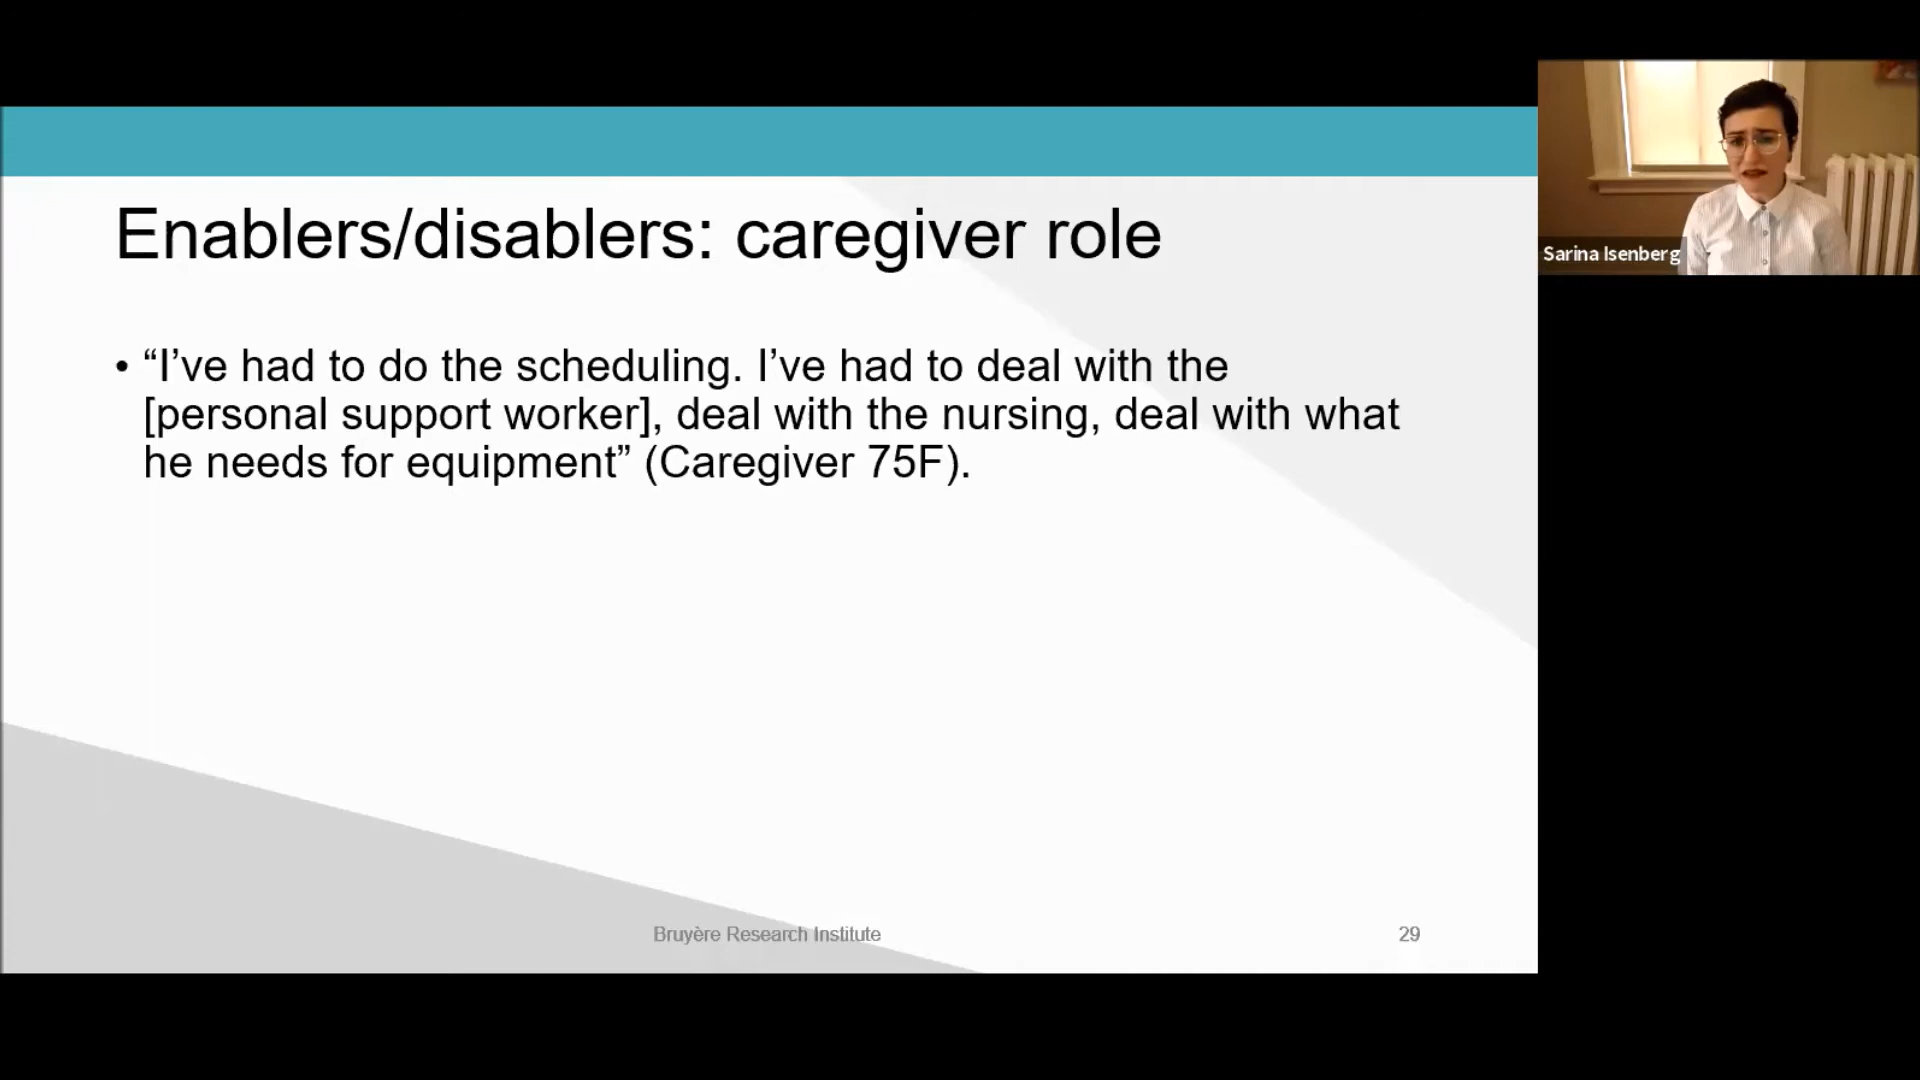 Enablers/disablers: caregiver role
• “I’ve had to do the scheduling. I’ve had to deal with the
[personal support worker], deal with the nursing, deal with what
he needs for equipment” (Caregiver 75F).
Bruyère Research Institute
29
Sarina Isenberg